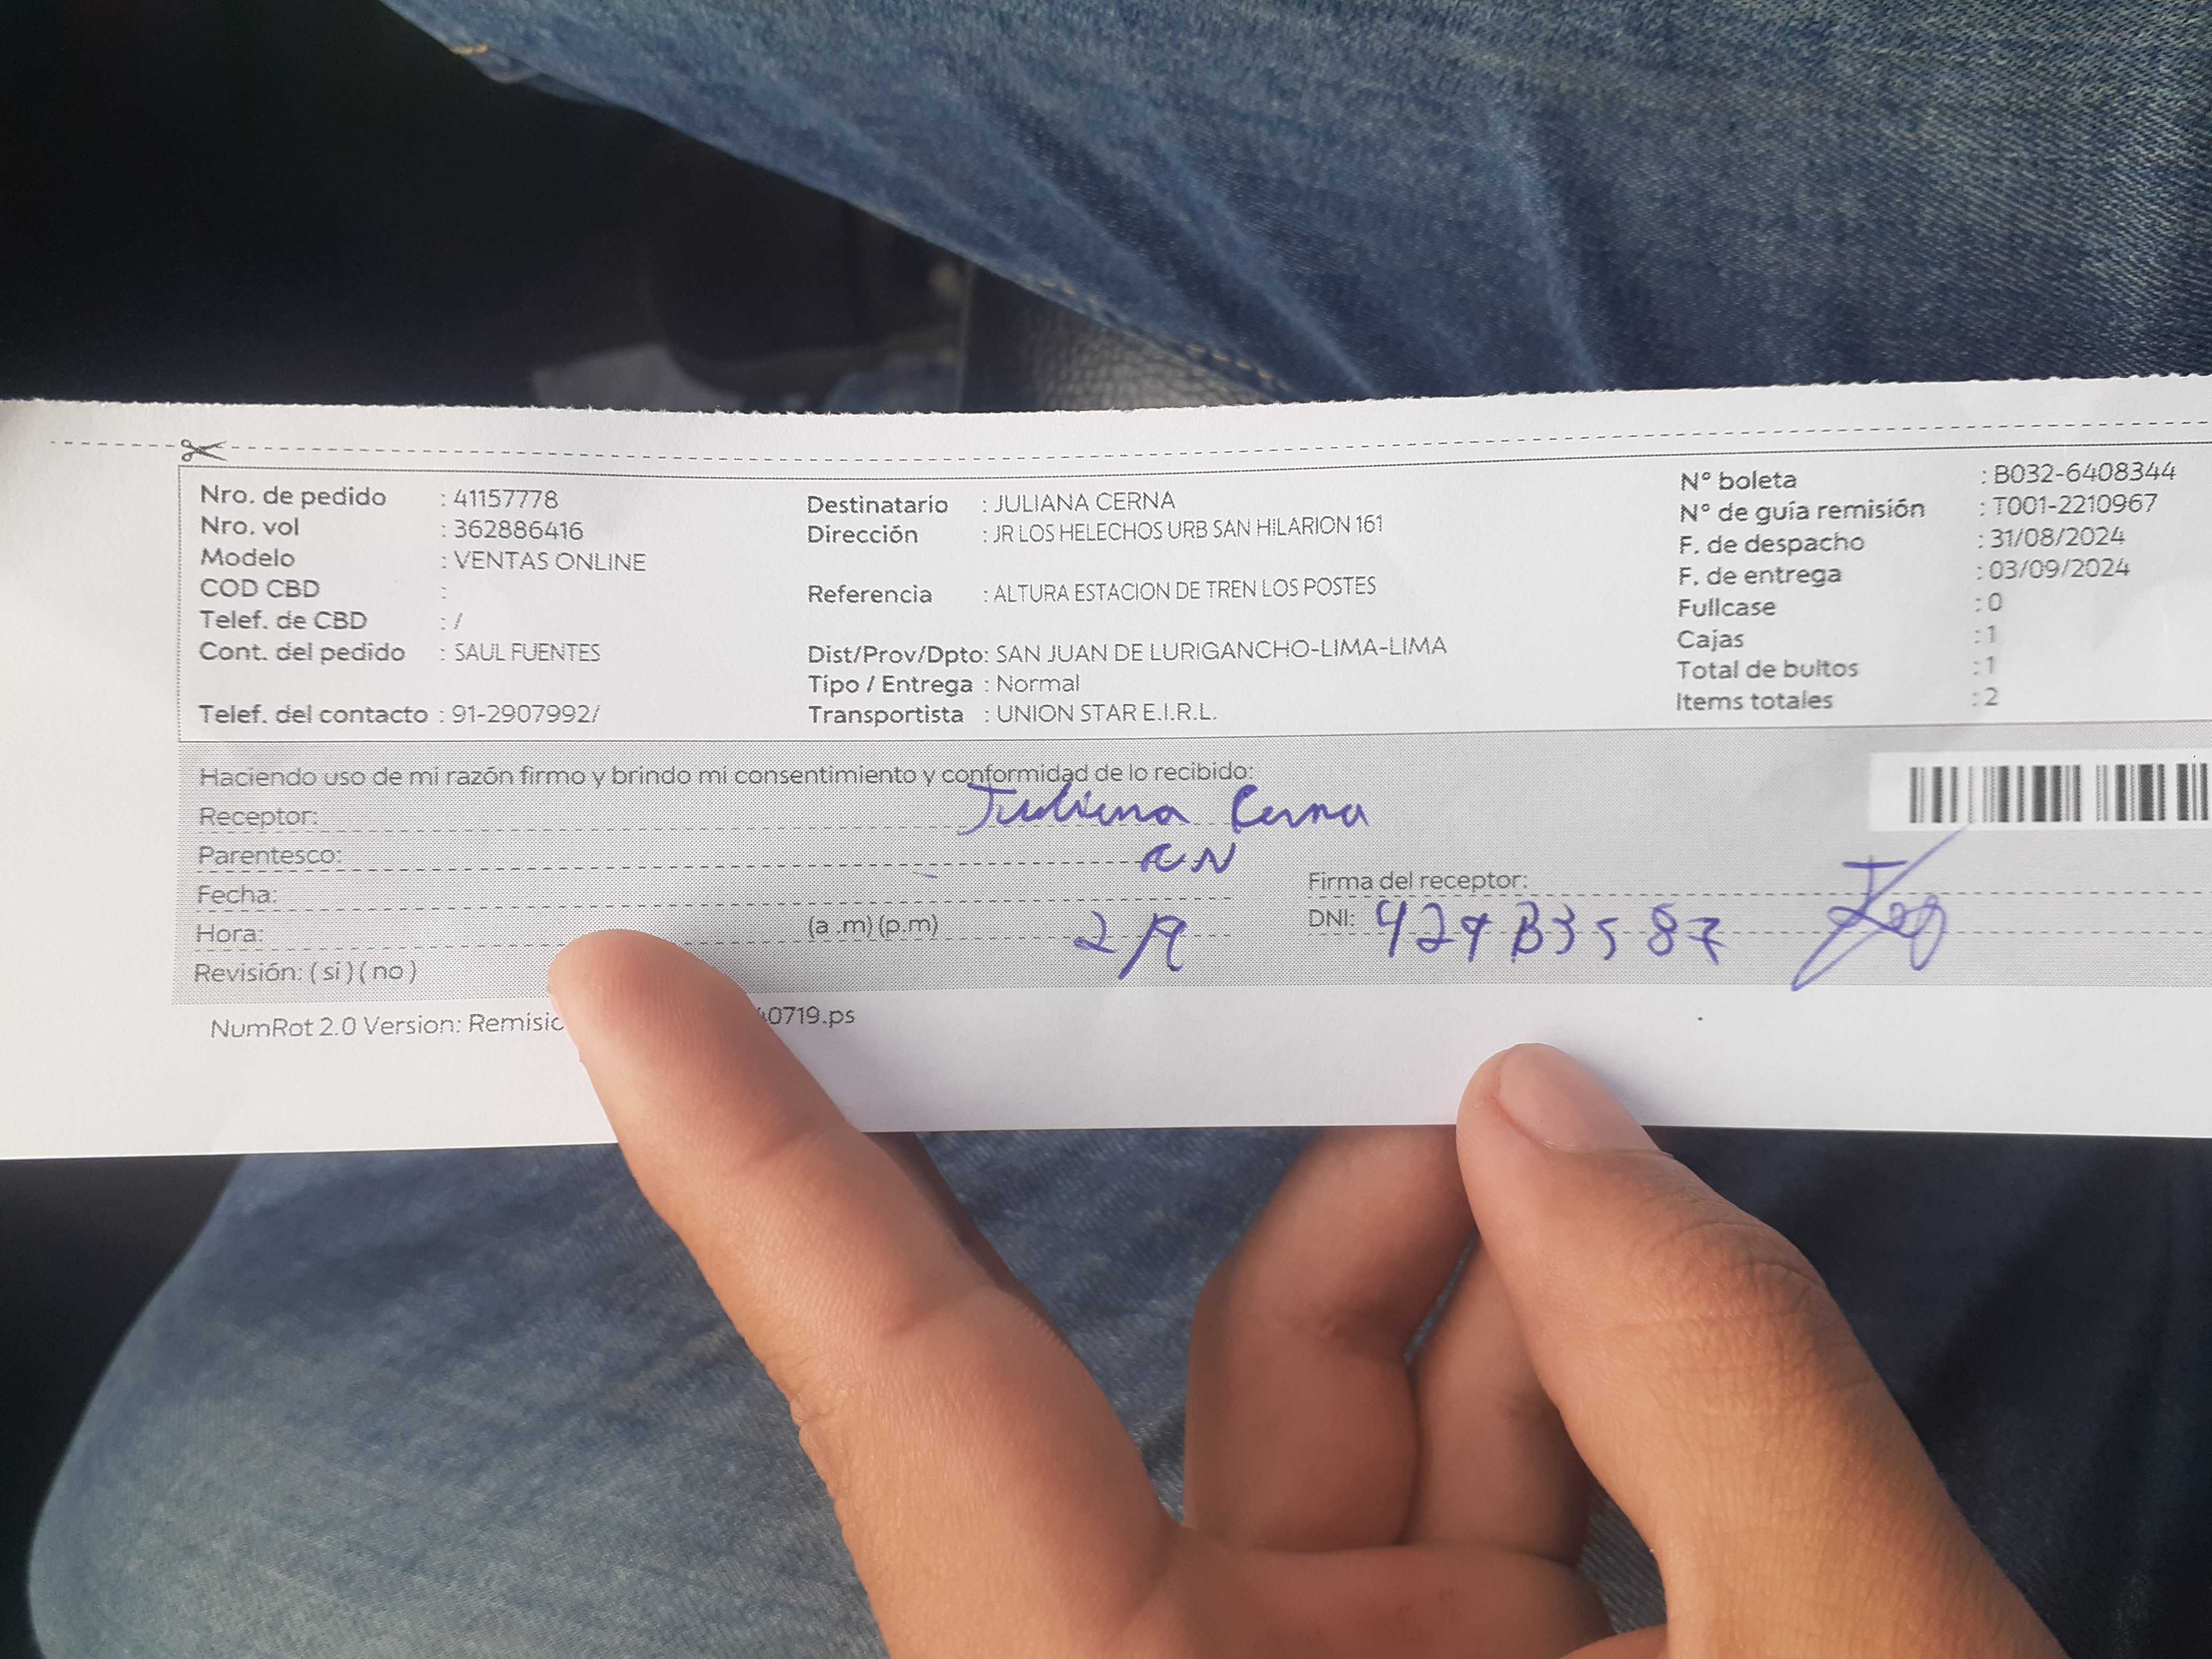 Nro. de pedido : 41157778
Nro. vol : 362886416
Modelo : VENTAS ONLINE
COD CBD :
Telef. de CBD : /
Cont. del pedido : SAUL FUENTES
Telef. del contacto : 91-2907992/
Destinatario : JULIANA CERNA
Dirección : JR LOS HELECHOS URB SAN HILARION 161
Referencia : ALTURA ESTACION DE TREN LOS POSTES
Dist/Prov/Dpto: SAN JUAN DE LURIGANCHO-LIMA-LIMA
Tipo / Entrega : Normal
Transportista : UNION STAR E.I.R.L.
N° boleta : B032-6408344
N° de guía remisión : T001-2210967
F. de despacho : 31/08/2024
F. de entrega : 03/09/2024
Fullcase : 0
Cajas : 1
Total de bultos : 1
Items totales : 2
Haciendo uso de mi razón firmo y brindo mi consentimiento y conformidad de lo recibido:
Receptor: Juliana Cerna
Parentesco:
Fecha:
Hora: (a .m) (p.m) 2/9
Revisión: ( si ) ( no )
Firma del receptor:
DNI:
NumRot 2.0 Version: 40719.ps